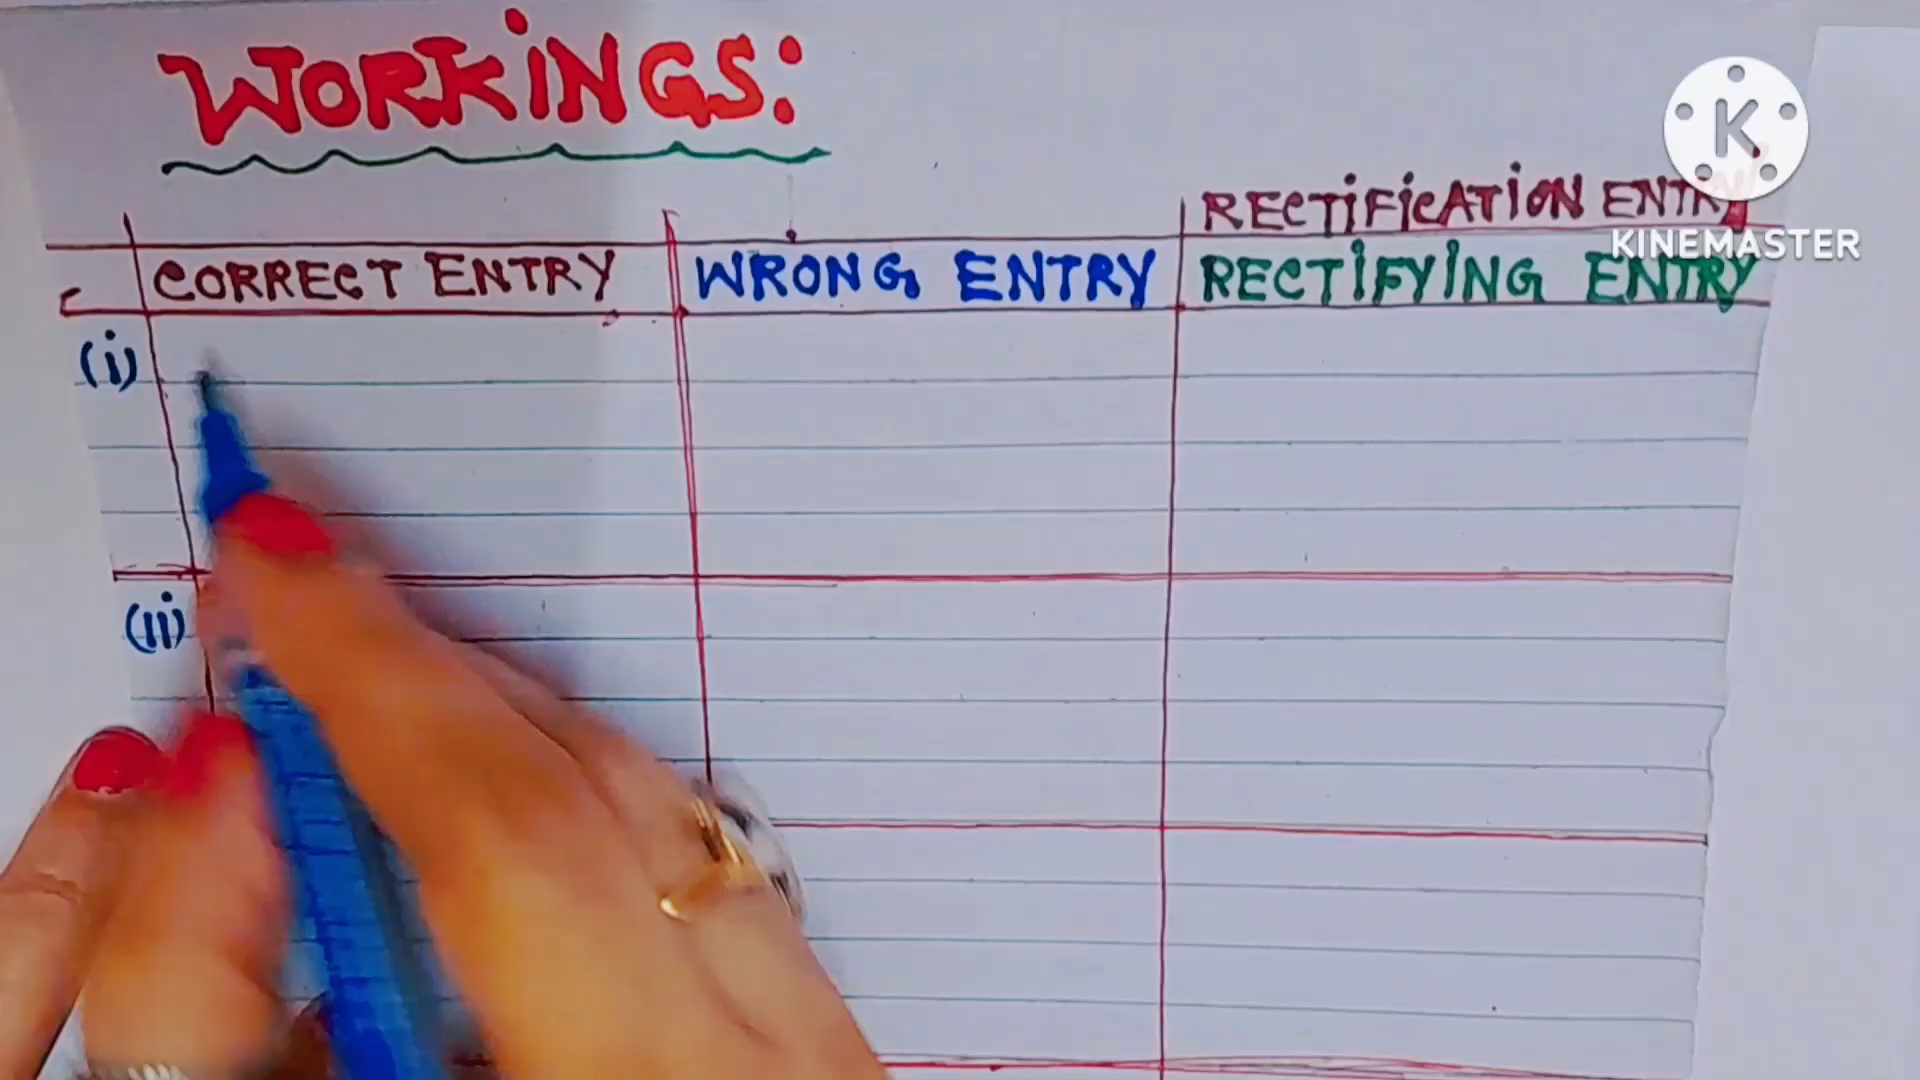 WORKINGS:
RECTIFICATION ENTRY
K
KINEMASTER
CORRECT ENTRY
WRONG ENTRY
RECTIFYING ENTRY
(i)
(ii)